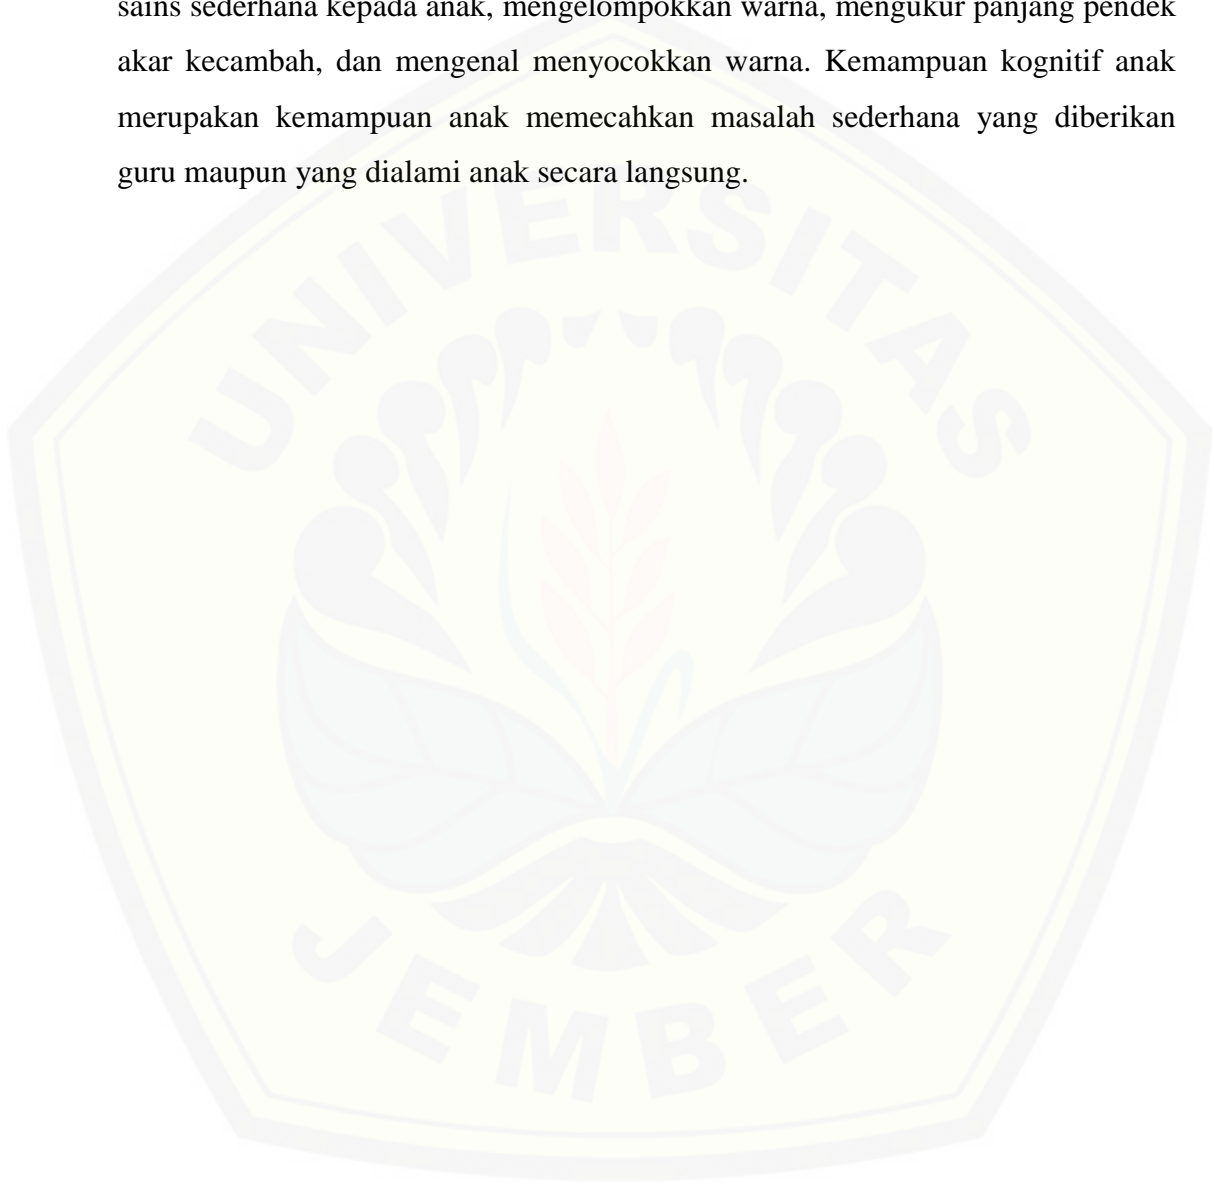 sains sederhana kepada anak, mengelompokkan warna, mengukur panjang pendek
akar kecambah, dan mengenal menyocokkan warna. Kemampuan kognitif anak
merupakan kemampuan anak memecahkan masalah sederhana yang diberikan
guru maupun yang dialami anak secara langsung.
UNIVERSITAS
JEMBER